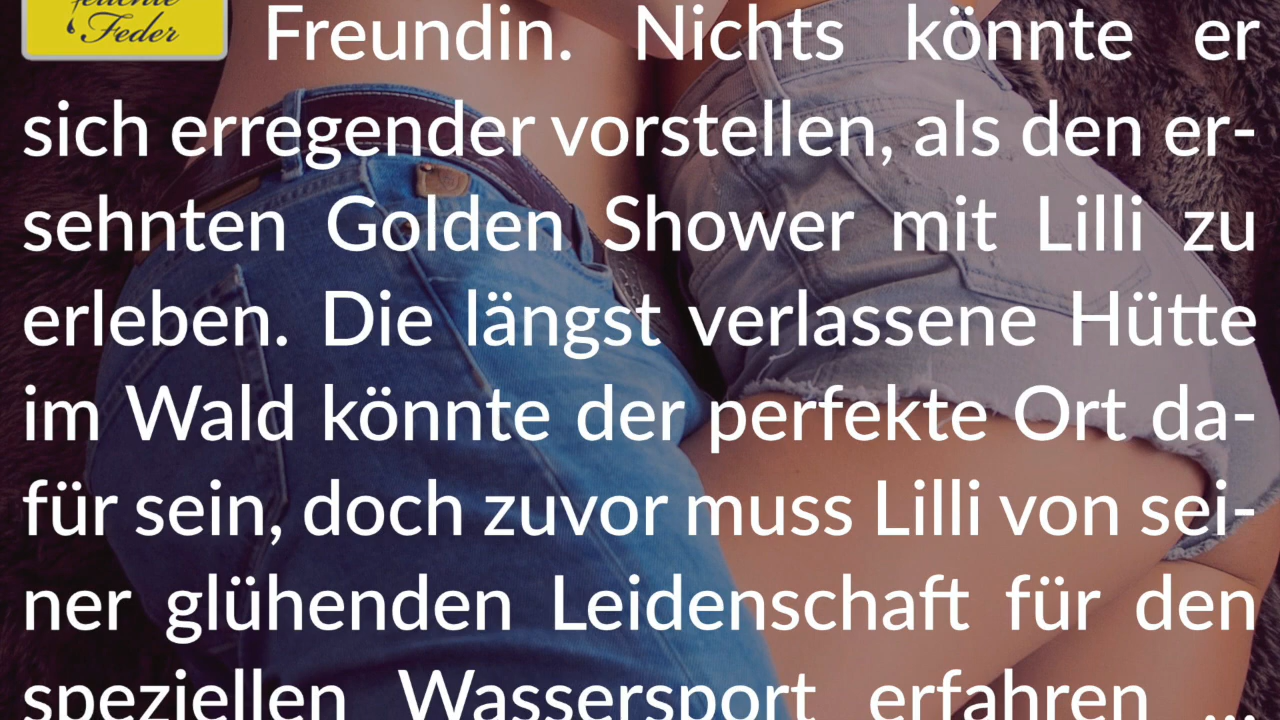 feuchte
Feder
Freundin. Nichts könnte er
sich erregender vorstellen, als den er-
sehnten Golden Shower mit Lilli zu
erleben. Die längst verlassene Hütte
im Wald könnte der perfekte Ort da-
für sein, doch zuvor muss Lilli von sei-
ner glühenden Leidenschaft für den
speziellen Wassersport erfahren ...